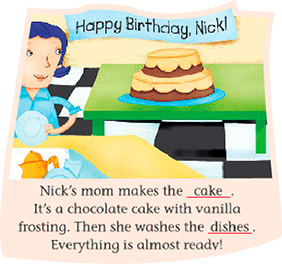 Happy Birthday, Nick!
Nick's mom makes the cake.
It's a chocolate cake with vanilla
frosting. Then she washes the dishes.
Everything is almost ready!